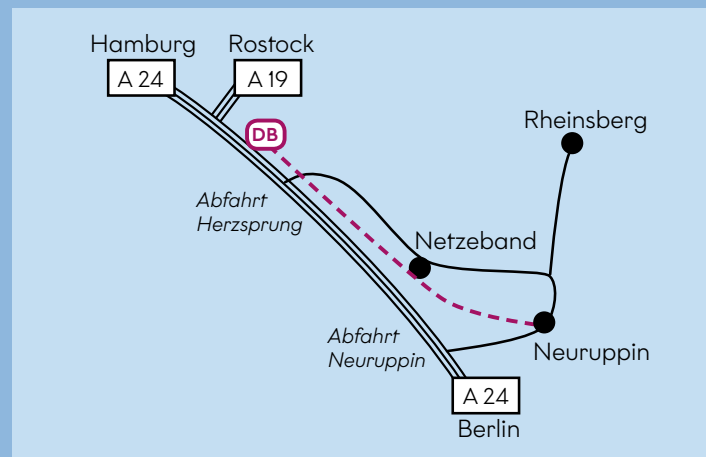 Hamburg
Rostock
A 24
A 19
DB
Rheinsberg
Abfahrt
Herzsprung
Netzeband
Abfahrt
Neuruppin
Neuruppin
A 24
Berlin